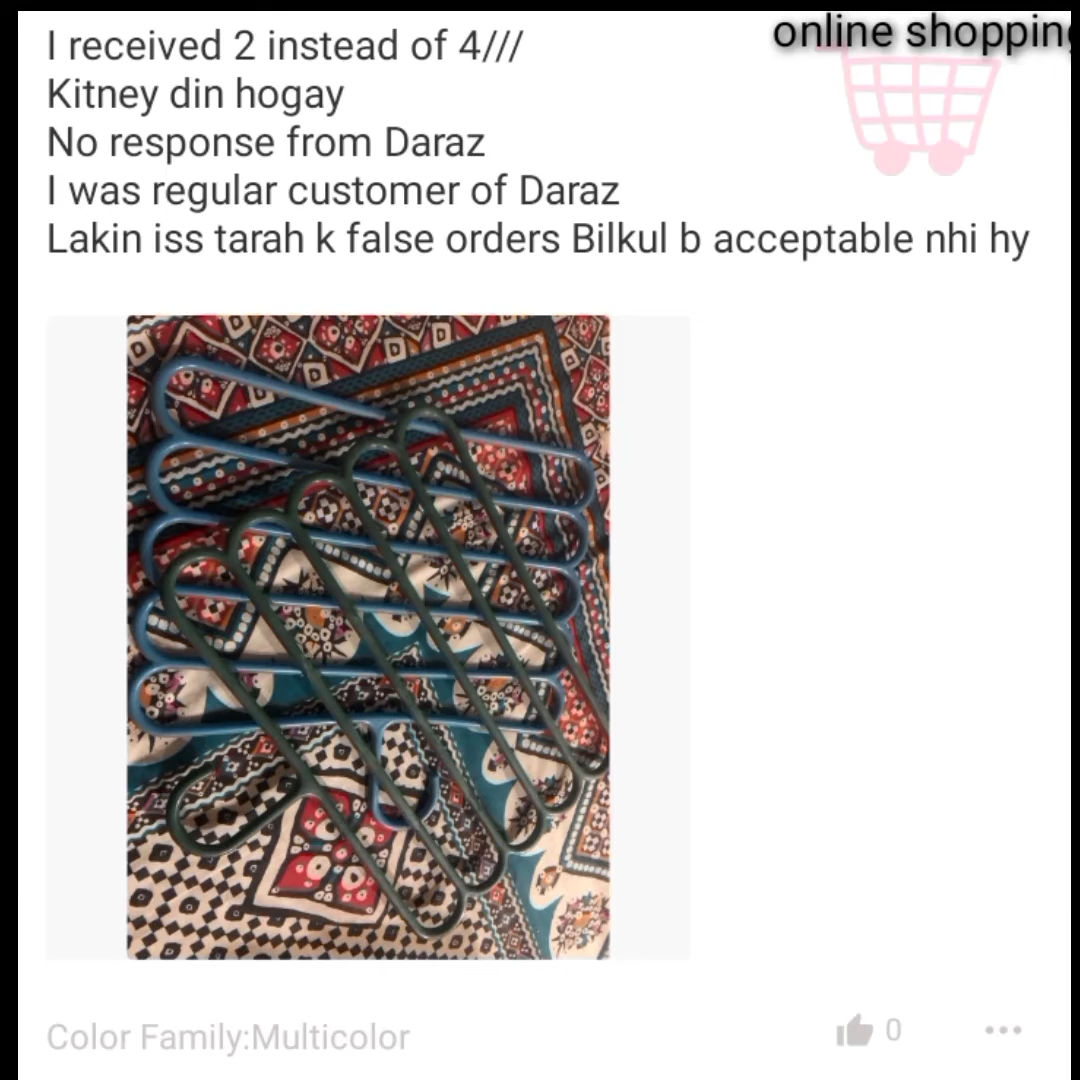 online shopping
I received 2 instead of 4///
Kitney din hogay
No response from Daraz
I was regular customer of Daraz
Lakin iss tarah k false orders Bilkul b acceptable nhi hy
Color Family:Multicolor
0